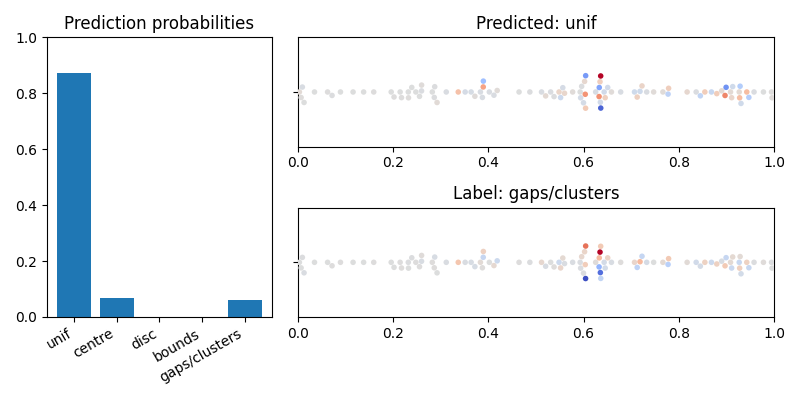 Prediction probabilities
1.0
0.8
0.6
0.4
0.2
0.0
unif
centre
disc
bounds
gaps/clusters
Predicted: unif
0.0 0.2 0.4 0.6 0.8 1.0
Label: gaps/clusters
0.0 0.2 0.4 0.6 0.8 1.0